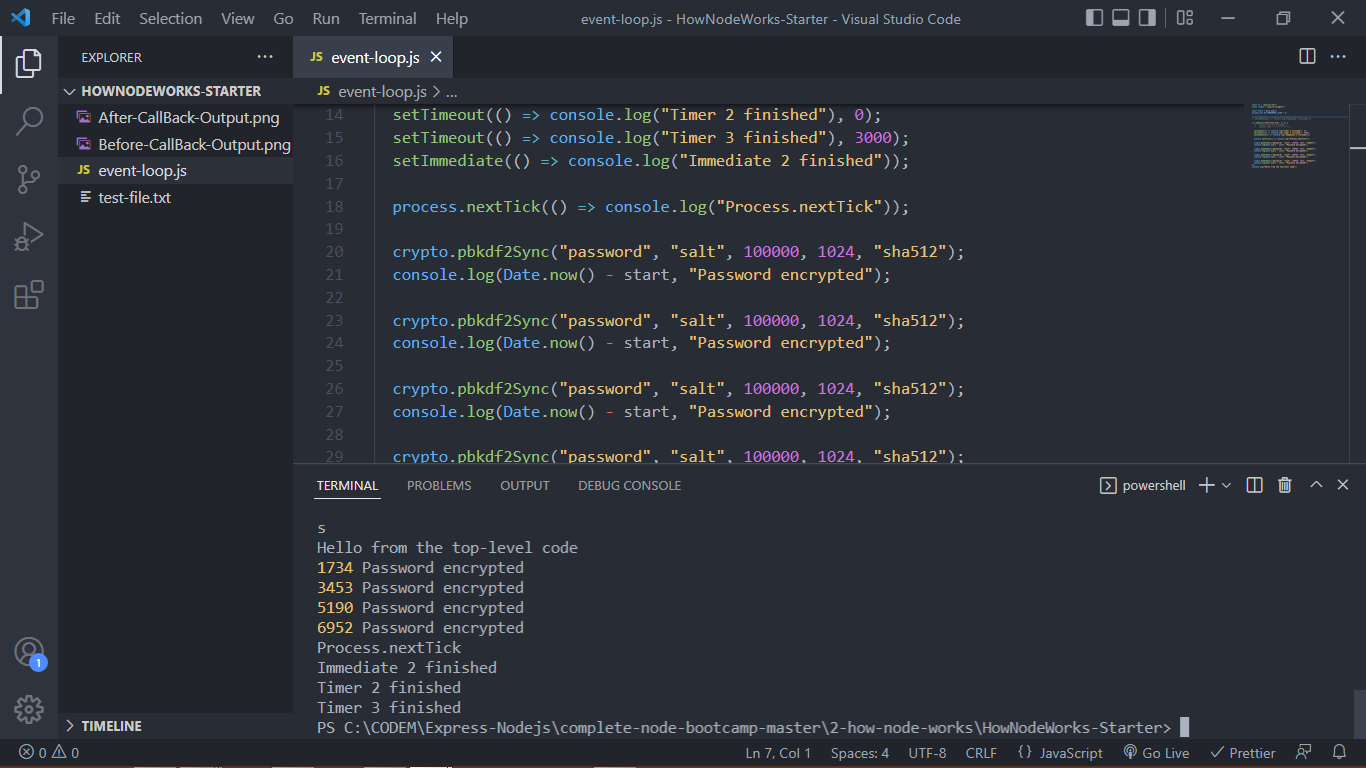 File Edit Selection View Go Run Terminal Help event-loop.js - HowNodeWorks-Starter - Visual Studio Code
EXPLORER
HOWNODEWORKS-STARTER
After-CallBack-Output.png
Before-CallBack-Output.png
JS event-loop.js
test-file.txt
TIMELINE
JS event-loop.js
JS event-loop.js > ...
14 setTimeout(() => console.log("Timer 2 finished"), 0);
15 setTimeout(() => console.log("Timer 3 finished"), 3000);
16 setImmediate(() => console.log("Immediate 2 finished"));
17
18 process.nextTick(() => console.log("Process.nextTick"));
19
20 crypto.pbkdf2Sync("password", "salt", 100000, 1024, "sha512");
21 console.log(Date.now() - start, "Password encrypted");
22
23 crypto.pbkdf2Sync("password", "salt", 100000, 1024, "sha512");
24 console.log(Date.now() - start, "Password encrypted");
25
26 crypto.pbkdf2Sync("password", "salt", 100000, 1024, "sha512");
27 console.log(Date.now() - start, "Password encrypted");
28
29 crypto.pbkdf2Sync("password", "salt", 100000, 1024, "sha512");
TERMINAL PROBLEMS OUTPUT DEBUG CONSOLE powershell
s
Hello from the top-level code
1734 Password encrypted
3453 Password encrypted
5190 Password encrypted
6952 Password encrypted
Process.nextTick
Immediate 2 finished
Timer 2 finished
Timer 3 finished
PS C:\CODEM\Express-Nodejs\complete-node-bootcamp-master\2-how-node-works\HowNodeWorks-Starter>
1
0 0 Ln 7, Col 1 Spaces: 4 UTF-8 CRLF {} JavaScript Go Live Prettier